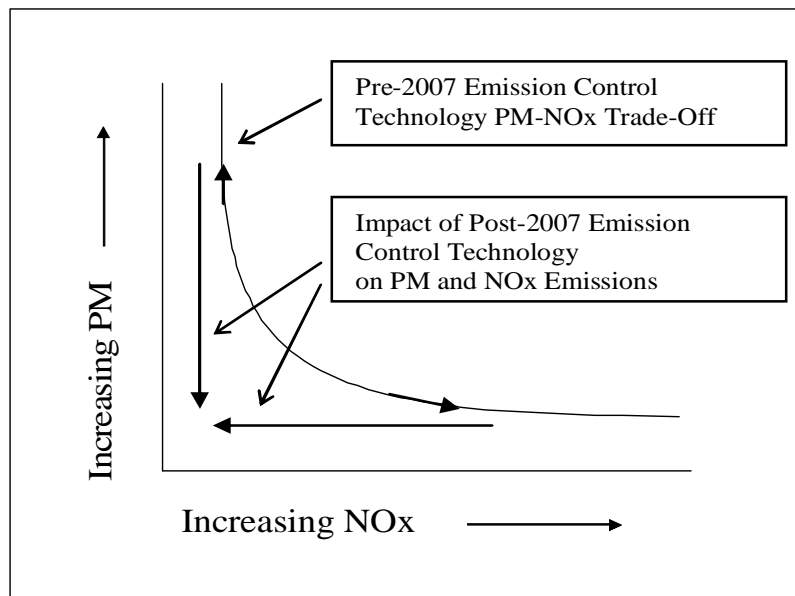 Pre-2007 Emission Control
Technology PM-NOx Trade-Off
Impact of Post-2007 Emission
Control Technology
on PM and NOx Emissions
Increasing PM
Increasing NOx